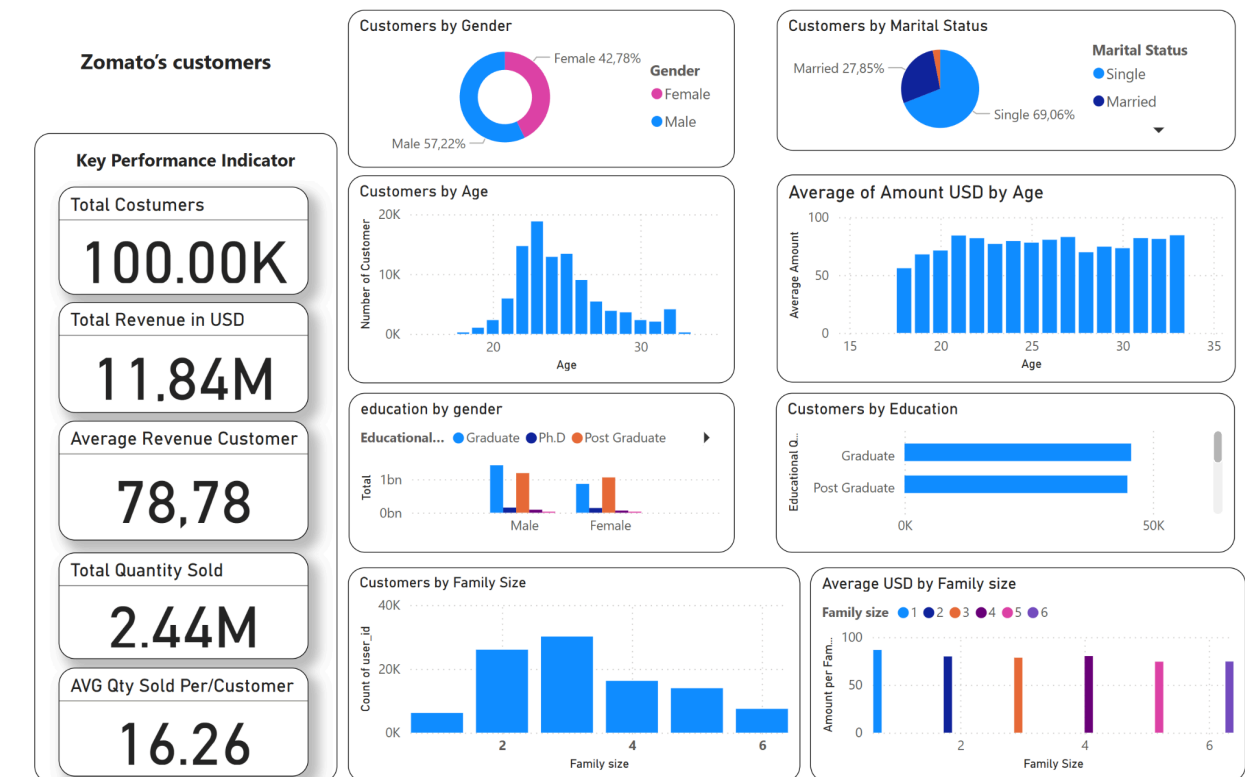 Zomato's customers
Key Performance Indicator
Total Costumers
100.00K
Total Revenue in USD
11.84M
Average Revenue Customer
78,78
Total Quantity Sold
2.44M
AVG Qty Sold Per/Customer
16.26
Customers by Gender
Female 42,78%
Male 57,22%
Gender
Female
Male
Customers by Marital Status
Married 27,85%
Single 69,06%
Marital Status
Single
Married
Customers by Age
Number of Customer
20K
10K
0K
20 30
Age
Average of Amount USD by Age
Average Amount
100
50
0
15 20 25 30 35
Age
education by gender
Educational... Graduate Ph.D Post Graduate
Total
1bn
0bn
Male Female
Customers by Education
Educational Q...
Graduate
Post Graduate
0K 50K
Customers by Family Size
Count of user_id
40K
20K
0K
2 4 6
Family size
Average USD by Family size
Family size 1 2 3 4 5 6
Amount per Fam...
100
50
0
2 4 6
Family Size